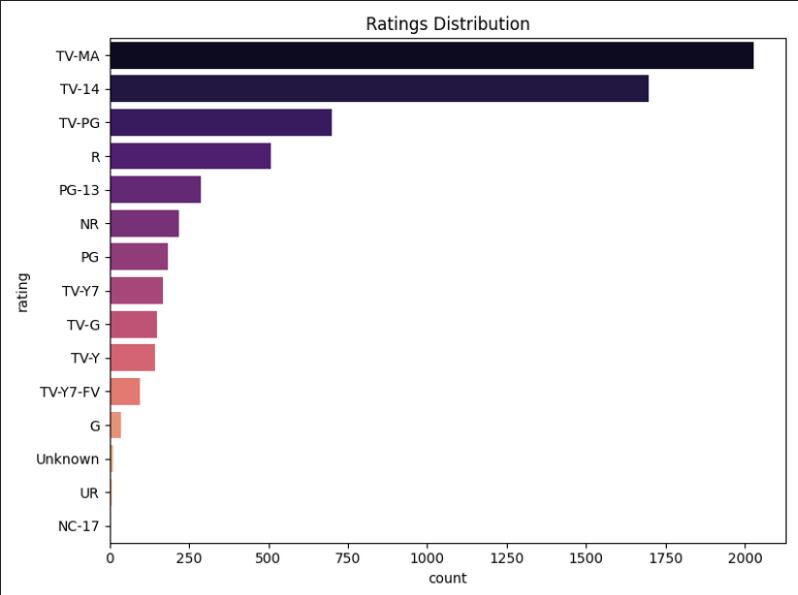 Ratings Distribution
TV-MA
TV-14
TV-PG
R
PG-13
NR
PG
TV-Y7
TV-G
TV-Y
TV-Y7-FV
G
Unknown
UR
NC-17
rating
0 250 500 750 1000 1250 1500 1750 2000
count